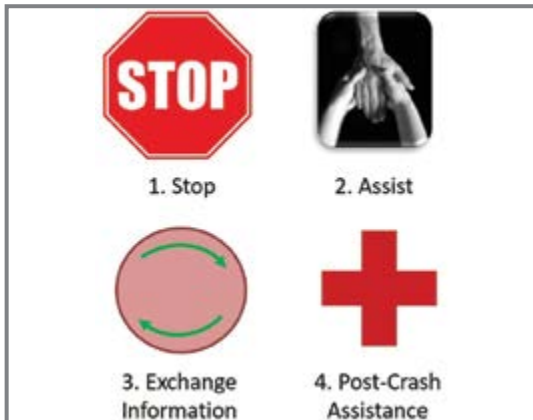 STOP
1. Stop
2. Assist
3. Exchange
Information
4. Post-Crash
Assistance